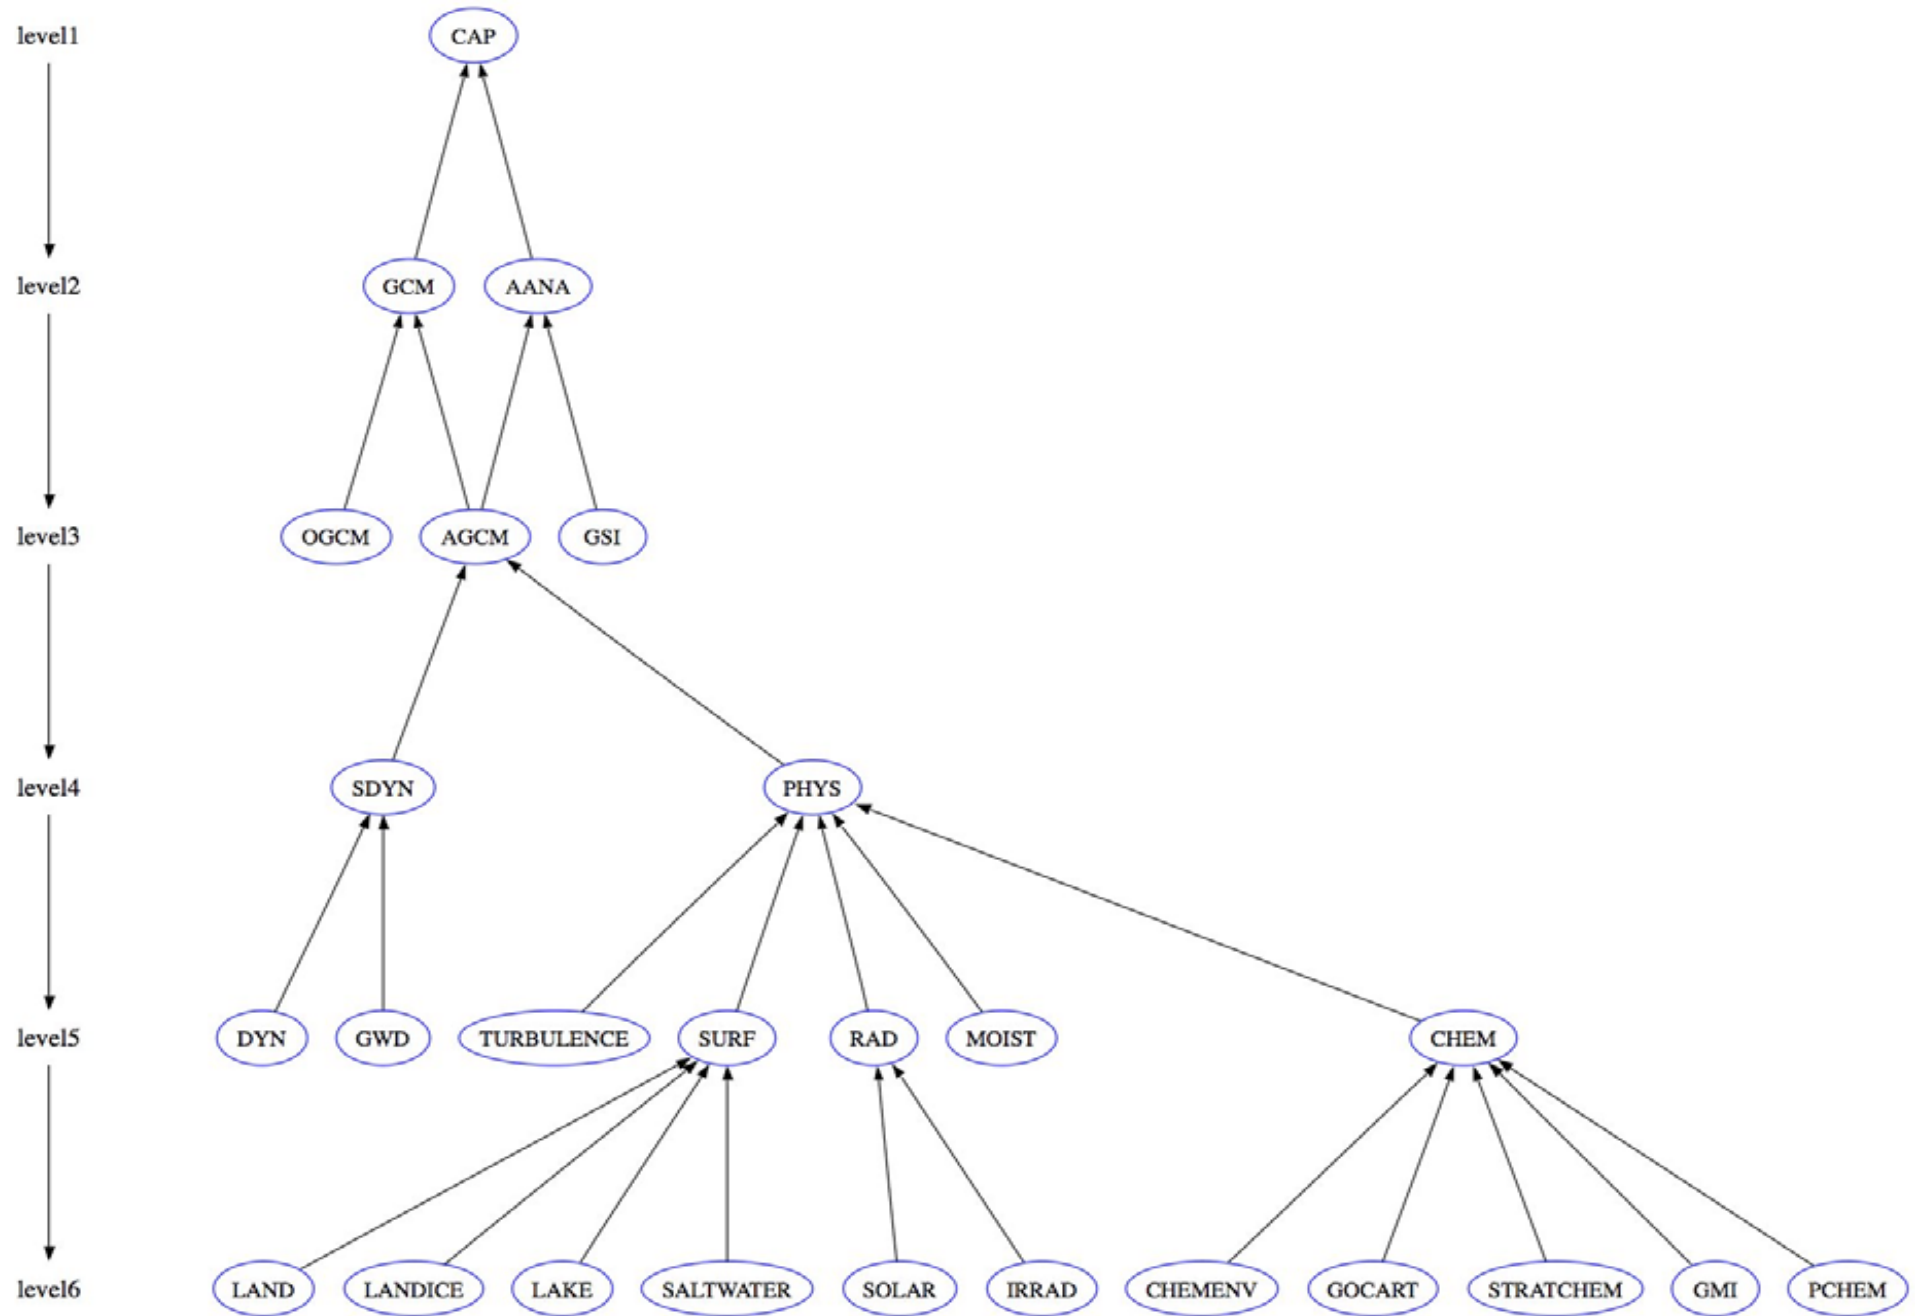 level1 CAP
level2 GCM AANA
level3 OGCM AGCM GSI
level4 SDYN PHYS
level5 DYN GWD TURBULENCE SURF RAD MOIST CHEM
level6 LAND LANDICE LAKE SALTWATER SOLAR IRRAD CHEMENV GOCART STRATCHEM GMI PCHEM